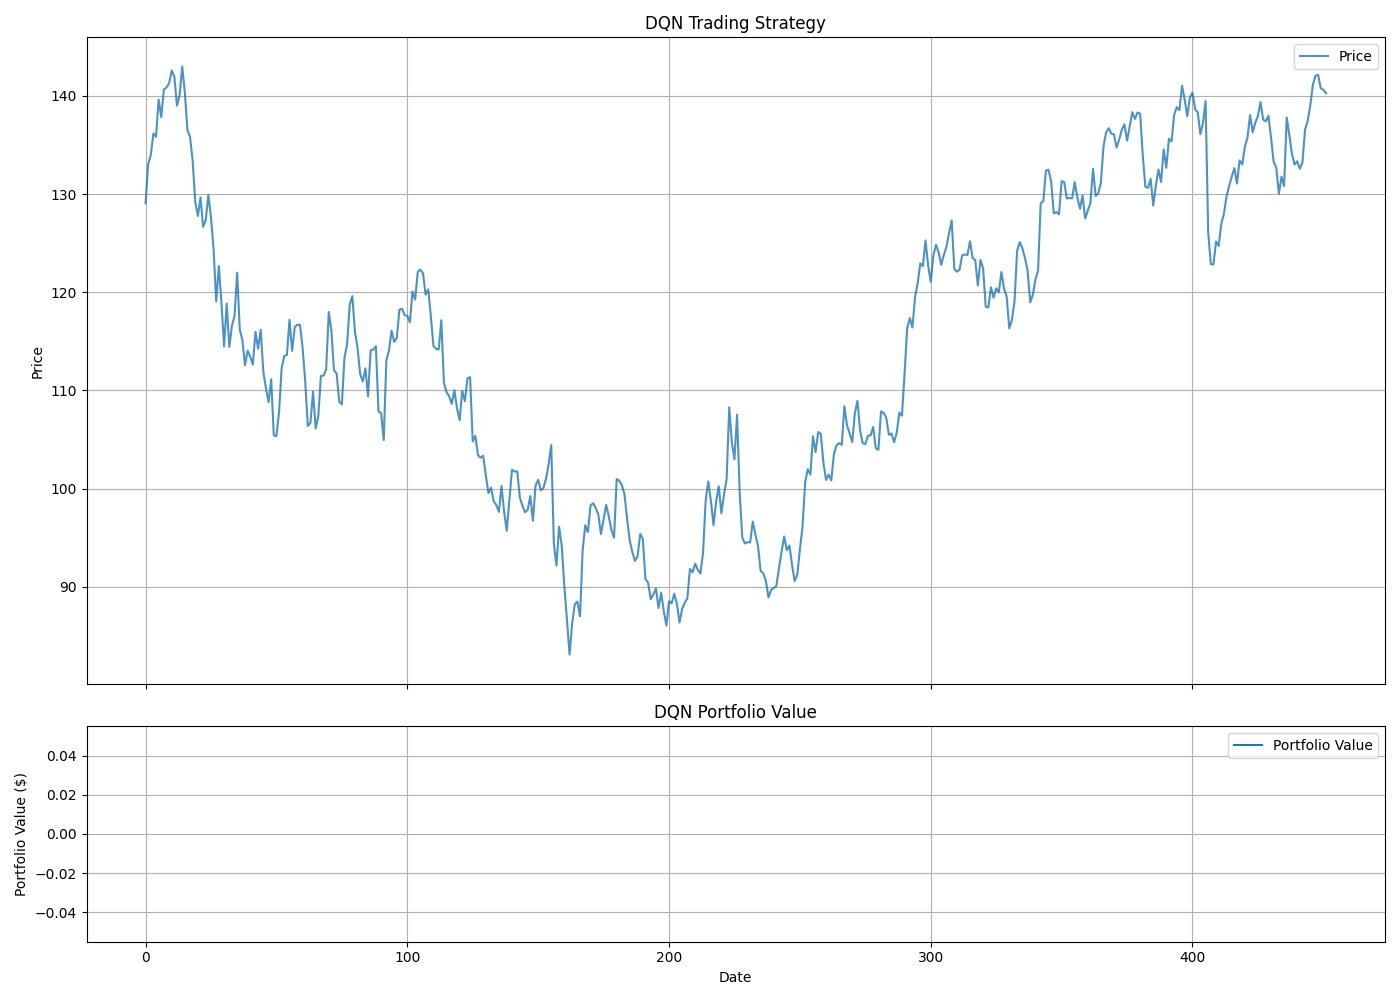 DQN Trading Strategy
Price
140
130
120
110
100
90
Price
DQN Portfolio Value
Portfolio Value
0.04
0.02
0.00
−0.02
−0.04
Portfolio Value ($)
0 100 200 300 400
Date